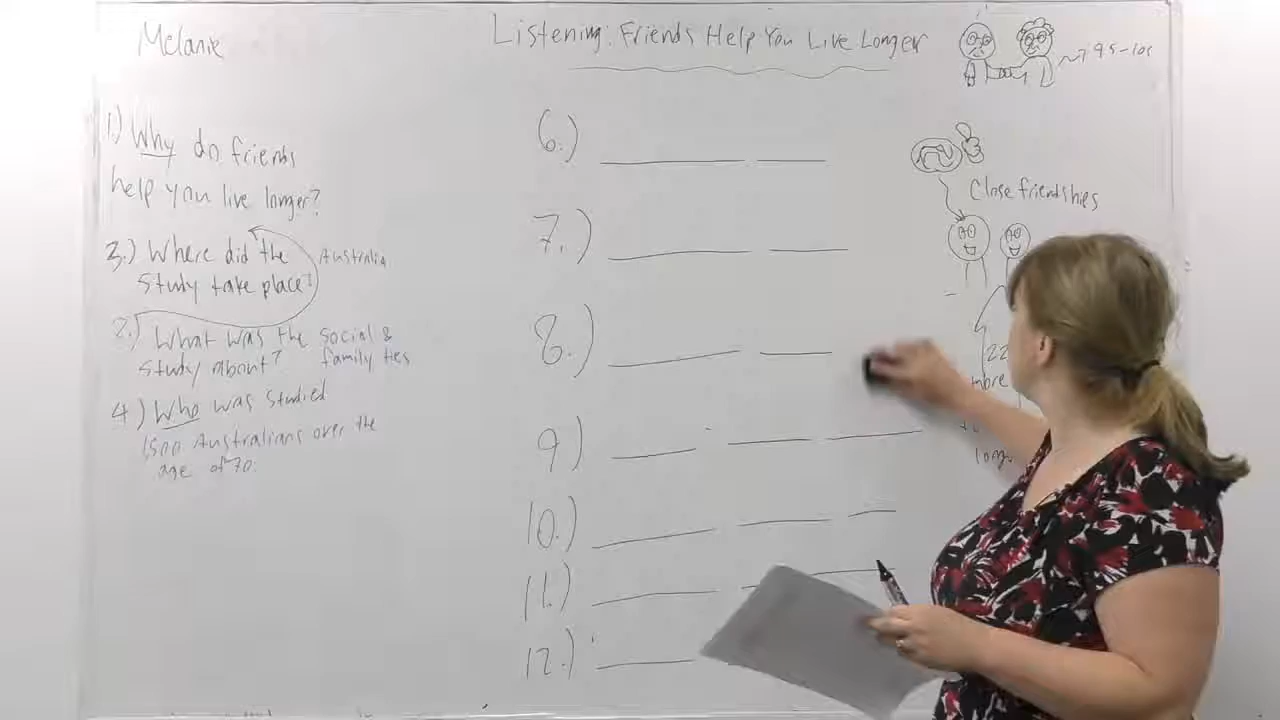 Melanie
Listening: Friends Help You Live Longer
95-100
1.) Why do friends
help you live longer?
3.) Where did the
study take place?
Australia
2.) What was the
study about?
social &
family ties
4.) Who was studied
1500 Australians over the
age of 70.
6.)
7.)
8.)
9)
10.)
11.)
12.)
Close friendshies
22
more